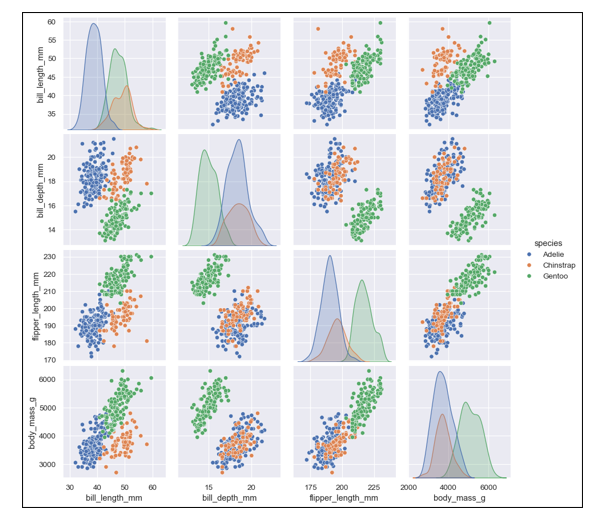 60
55
50
45
40
35
bill_length_mm
20
18
16
14
bill_depth_mm
species
Adelie
Chinstrap
Gentoo
230
220
210
200
190
180
170
flipper_length_mm
6000
5000
4000
3000
body_mass_g
30 40 50 60
15 20
175 200 225
2000 4000 6000
bill_length_mm
bill_depth_mm
flipper_length_mm
body_mass_g